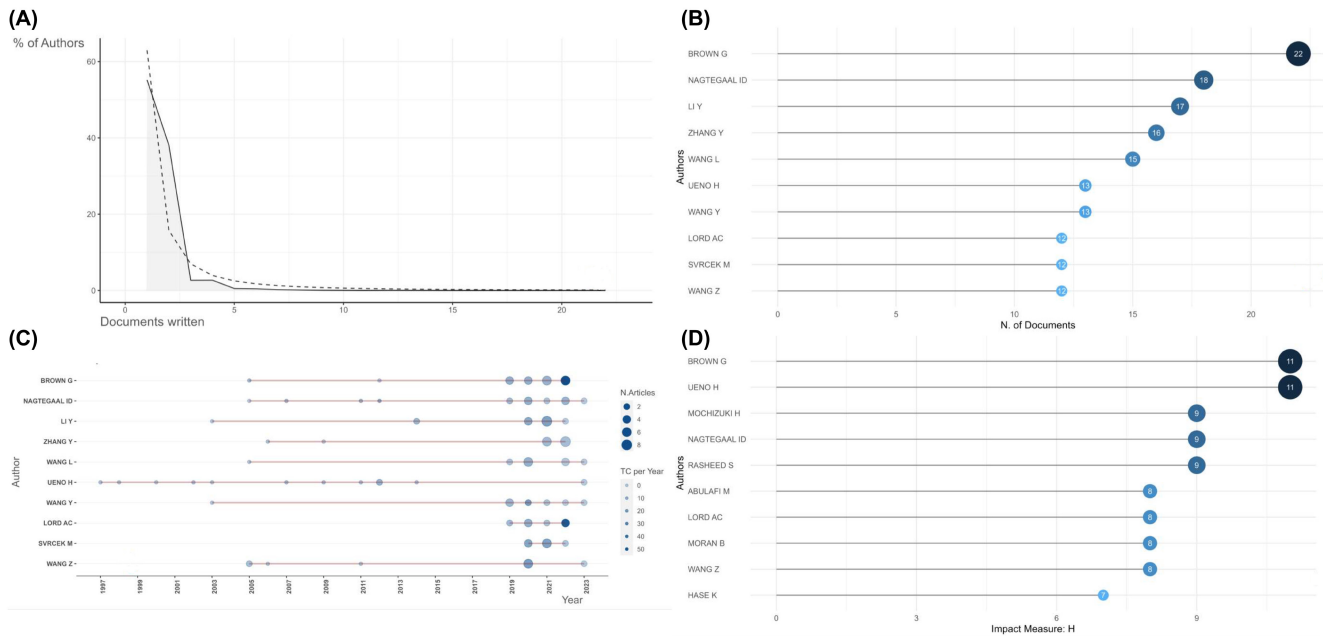 (A)
% of Authors
60
40
20
0
0
5
10
15
20
Documents written
(B)
Authors
BROWN G
22
NAGTEGAAL ID
18
LI Y
17
ZHANG Y
16
WANG L
15
UENO H
13
WANG Y
13
LORD AC
12
SVRCEK M
12
WANG Z
12
0
5
10
15
20
N. of Documents
(C)
Author
BROWN G
NAGTEGAAL ID
LI Y
ZHANG Y
WANG L
UENO H
WANG Y
LORD AC
SVRCEK M
WANG Z
1997
1999
2001
2003
2005
2007
2009
2011
2013
2015
2017
2019
2021
2023
Year
N.Articles
2
4
6
8
TC per Year
0
10
20
30
40
50
(D)
Authors
BROWN G
11
UENO H
11
MOCHIZUKI H
9
NAGTEGAAL ID
9
RASHEED S
9
ABULAFI M
8
LORD AC
8
MORAN B
8
WANG Z
8
HASE K
7
0
3
6
9
Impact Measure: H